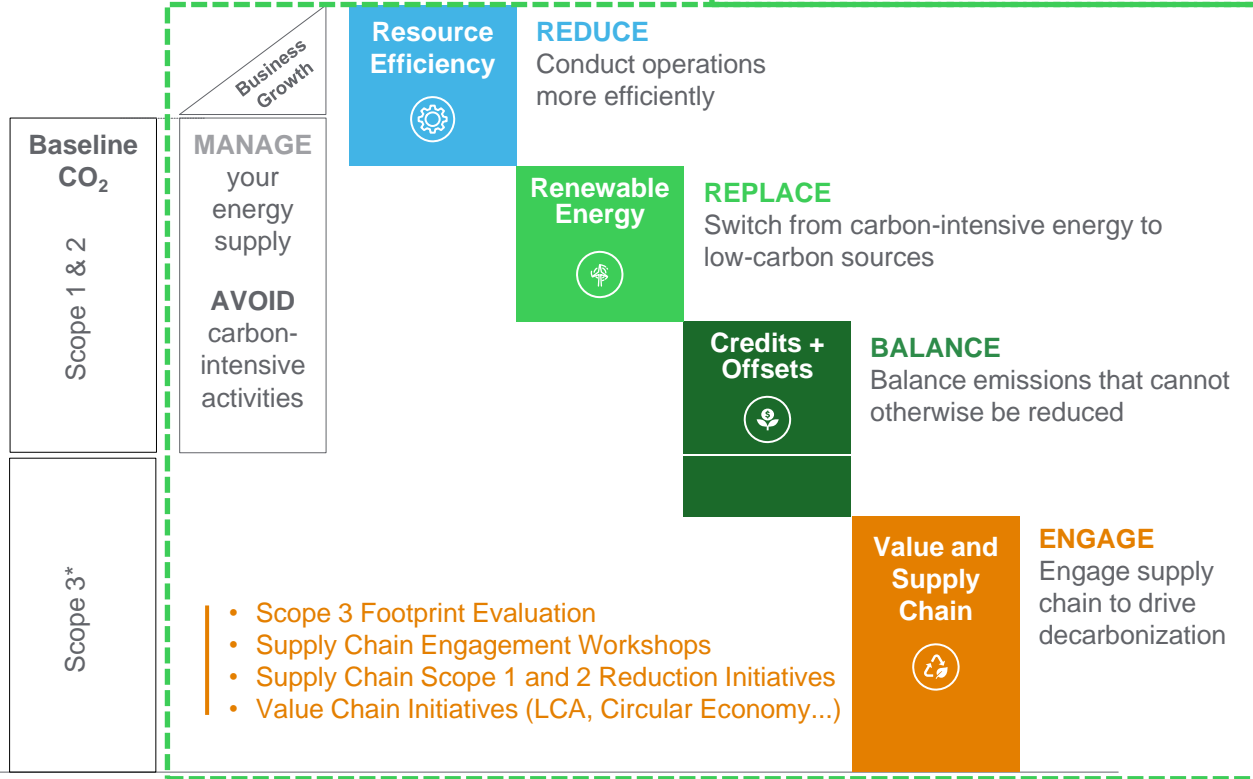 Baseline
CO₂
Scope 1 & 2
Scope 3*
Business
Growth
MANAGE
your
energy
supply
AVOID
carbon-
intensive
activities
Resource
Efficiency
REDUCE
Conduct operations
more efficiently
Renewable
Energy
REPLACE
Switch from carbon-intensive energy to
low-carbon sources
Credits +
Offsets
$
BALANCE
Balance emissions that cannot
otherwise be reduced
Value and
Supply
Chain
ENGAGE
Engage supply
chain to drive
decarbonization
• Scope 3 Footprint Evaluation
• Supply Chain Engagement Workshops
• Supply Chain Scope 1 and 2 Reduction Initiatives
• Value Chain Initiatives (LCA, Circular Economy...)